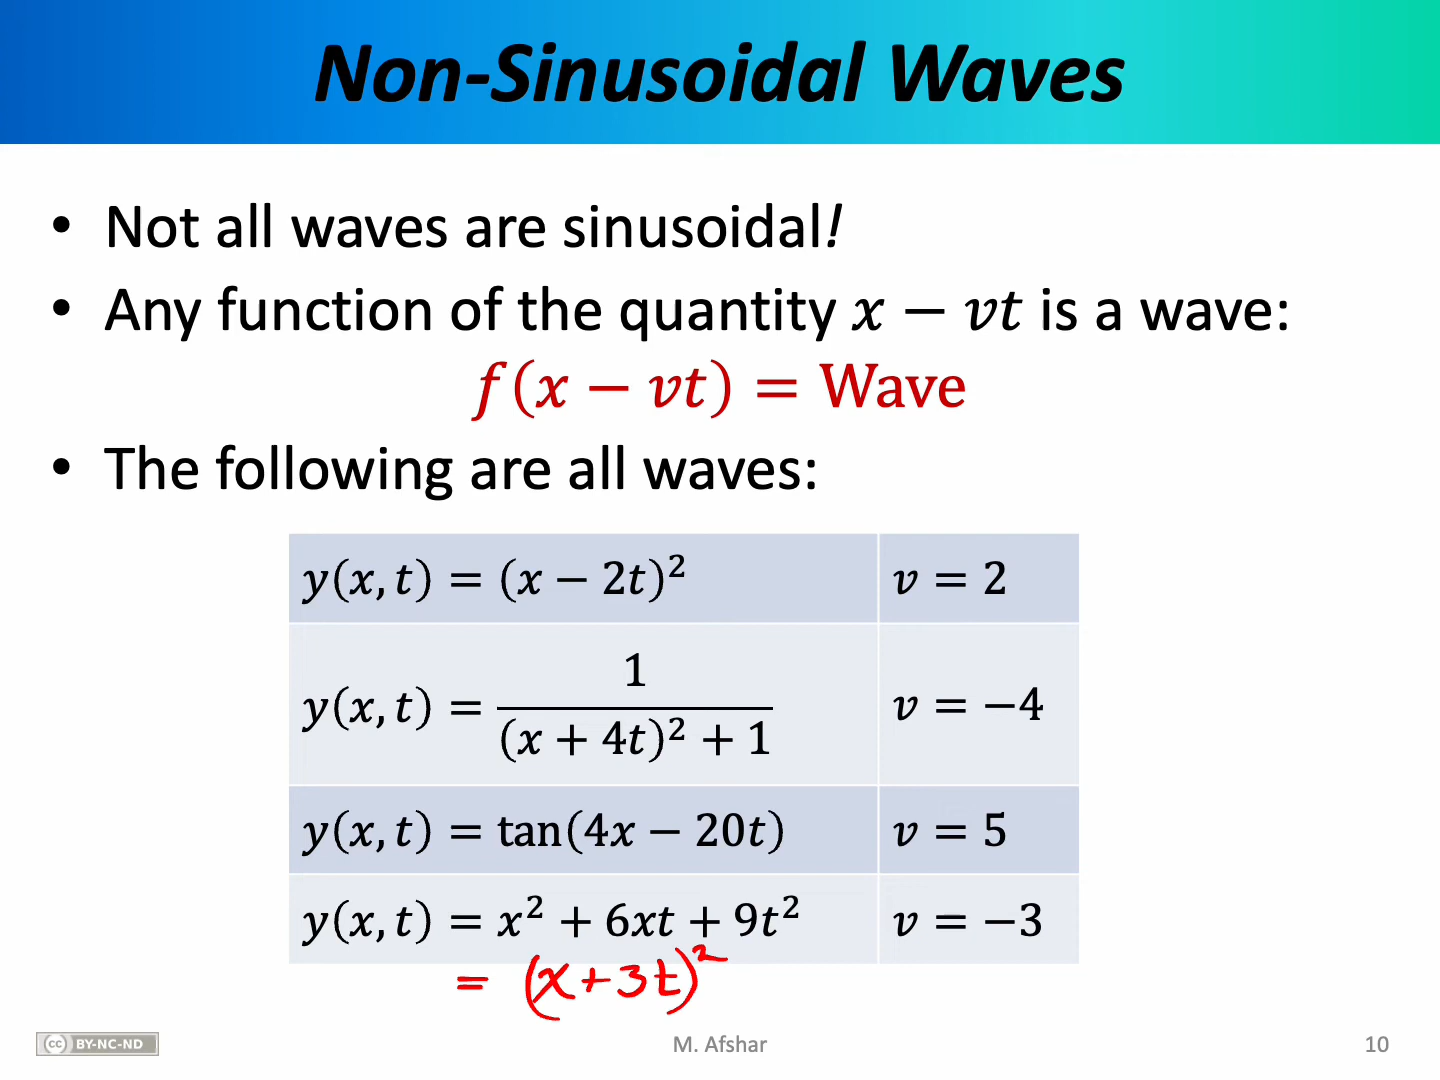 Non-Sinusoidal Waves
• Not all waves are sinusoidal!
• Any function of the quantity x − vt is a wave:
f(x − vt) = Wave
• The following are all waves:
y(x, t) = (x − 2t)² v = 2
y(x, t) = 1/((x + 4t)² + 1) v = −4
y(x, t) = tan(4x − 20t) v = 5
y(x, t) = x² + 6xt + 9t² v = −3
= (x+3t)²
cc BY-NC-ND M. Afshar 10